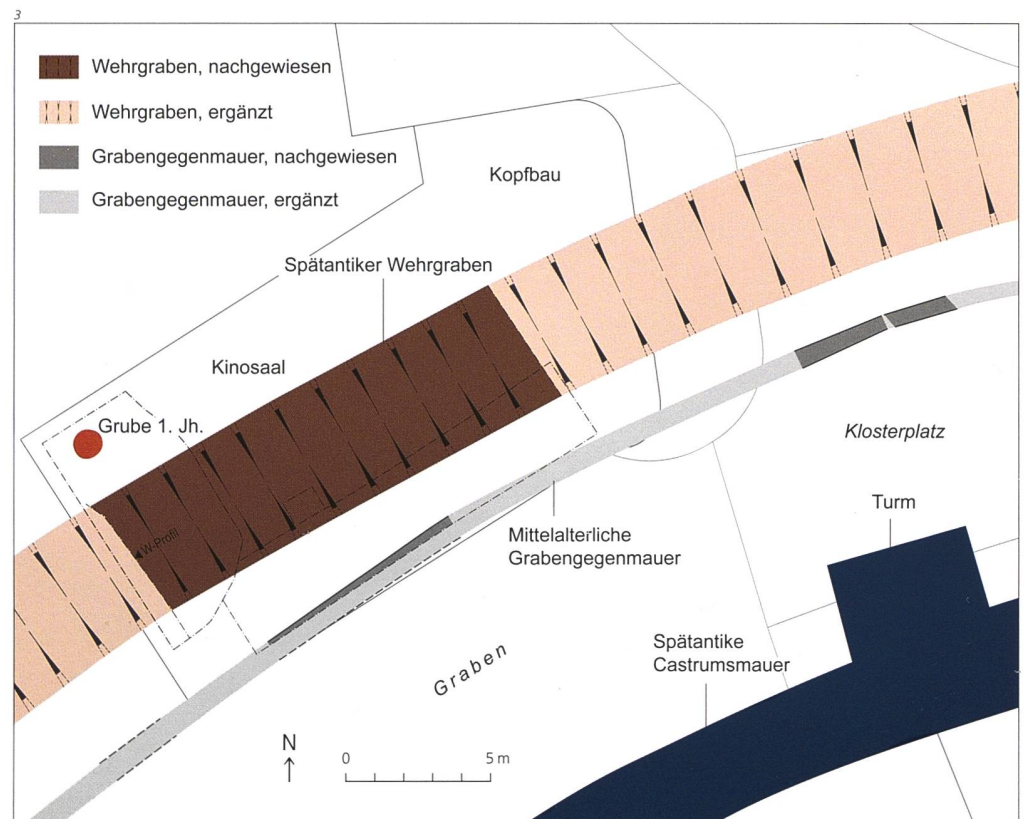 3
Wehrgraben, nachgewiesen
Wehrgraben, ergänzt
Grabengegenmauer, nachgewiesen
Grabengegenmauer, ergänzt
Kopfbau
Spätantiker Wehrgraben
Kinosaal
Grube 1. Jh.
Klosterplatz
W-Profil
Turm
Mittelalterliche
Grabengegenmauer
Spätantike
Castrumsmauer
Graben
N
0 5 m